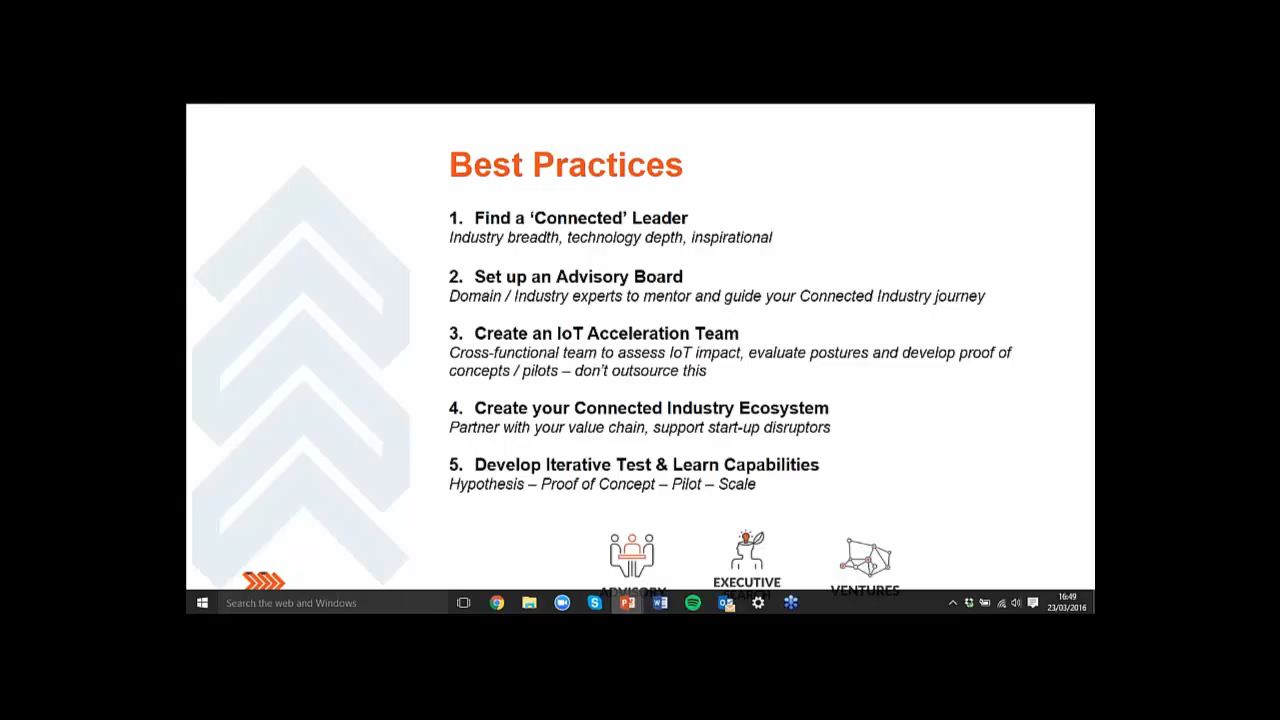 Best Practices
1. Find a ‘Connected’ Leader
Industry breadth, technology depth, inspirational
2. Set up an Advisory Board
Domain / Industry experts to mentor and guide your Connected Industry journey
3. Create an IoT Acceleration Team
Cross-functional team to assess IoT impact, evaluate postures and develop proof of
concepts / pilots – don’t outsource this
4. Create your Connected Industry Ecosystem
Partner with your value chain, support start-up disruptors
5. Develop Iterative Test & Learn Capabilities
Hypothesis – Proof of Concept – Pilot – Scale
ADVISORY
EXECUTIVE
SEARCH
VENTURES
Search the web and Windows
16:49
23/03/2016